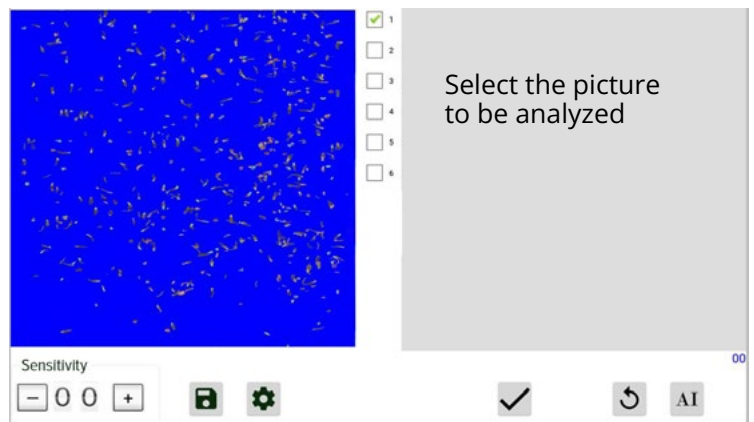 1
2
3
4
5
6
Select the picture
to be analyzed
00
Sensitivity
− 0 0 +
AI